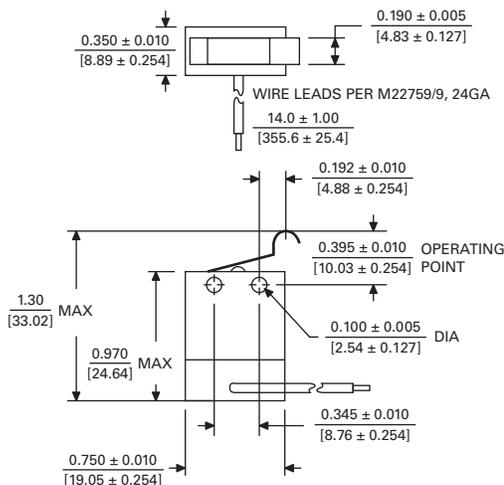 0.190 ± 0.005
[4.83 ± 0.127]
0.350 ± 0.010
[8.89 ± 0.254]
WIRE LEADS PER M22759/9, 24GA
14.0 ± 1.00
[355.6 ± 25.4]
0.192 ± 0.010
[4.88 ± 0.254]
0.395 ± 0.010 OPERATING
[10.03 ± 0.254] POINT
1.30
[33.02] MAX
0.100 ± 0.005
[2.54 ± 0.127] DIA
0.970
[24.64] MAX
0.345 ± 0.010
[8.76 ± 0.254]
0.750 ± 0.010
[19.05 ± 0.254]